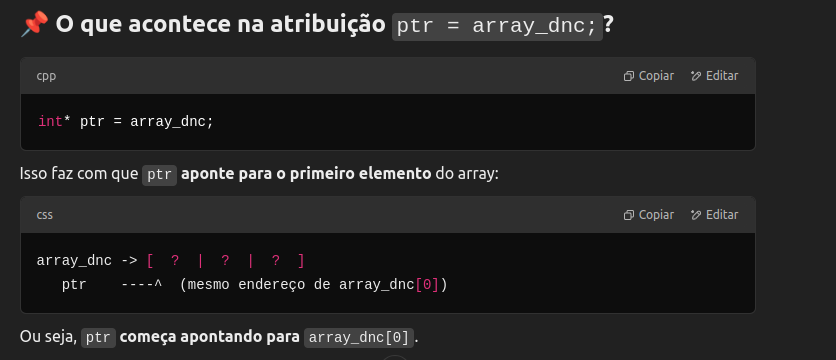 📌 O que acontece na atribuição ptr = array_dnc;?
cpp Copiar Editar
int* ptr = array_dnc;
Isso faz com que ptr aponte para o primeiro elemento do array:
css Copiar Editar
array_dnc -> [  ?  |  ?  |  ?  ]
   ptr    ----^  (mesmo endereço de array_dnc[0])
Ou seja, ptr começa apontando para array_dnc[0].